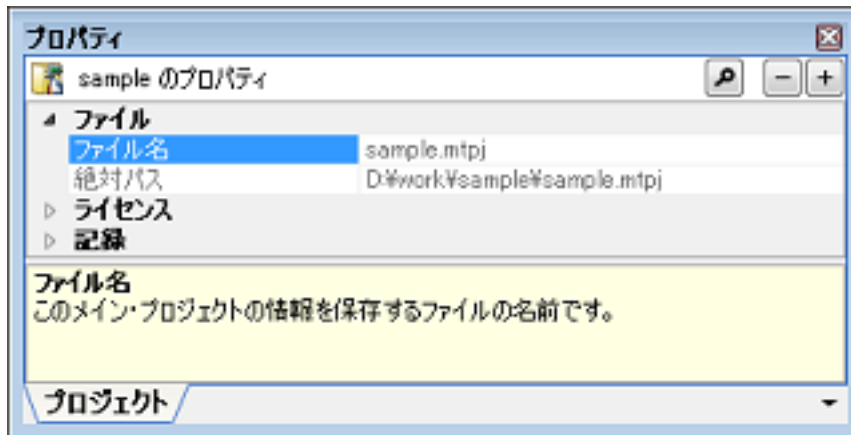 プロパティ
sample のプロパティ
ファイル
ファイル名 sample.mtpj
絶対パス D:¥work¥sample¥sample.mtpj
ライセンス
記録
ファイル名
このメイン・プロジェクトの情報を保存するファイルの名前です。
プロジェクト